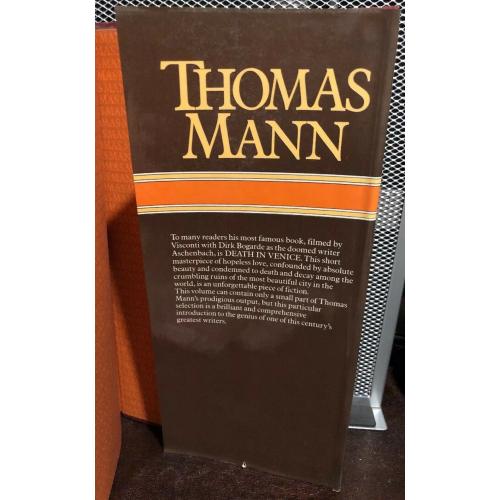 THOMAS
MANN
To many readers his most famous book, filmed by
Visconti with Dirk Bogarde as the doomed writer
Aschenbach, is DEATH IN VENICE. This short
masterpiece of hopeless love, confounded by absolute
beauty and condemned to death and decay among the
crumbling ruins of the most beautiful city in the
world, is an unforgettable piece of fiction.
This volume can contain only a small part of Thomas
Mann's prodigious output, but this particular
selection is a brilliant and comprehensive
introduction to the genius of one of this century's
greatest writers.